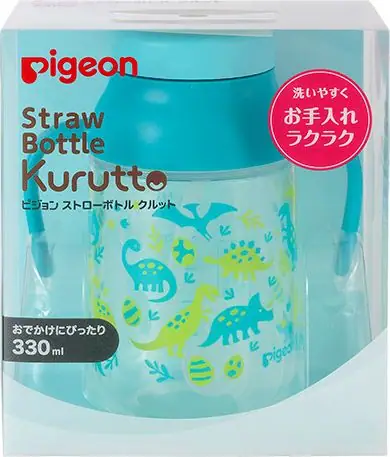 pigeon
洗いやすく
お手入れ
ラクラク
Straw
Bottle
Kurutto
ピジョン ストローボトル クルット
おでかけにぴったり
330ml
pigeon